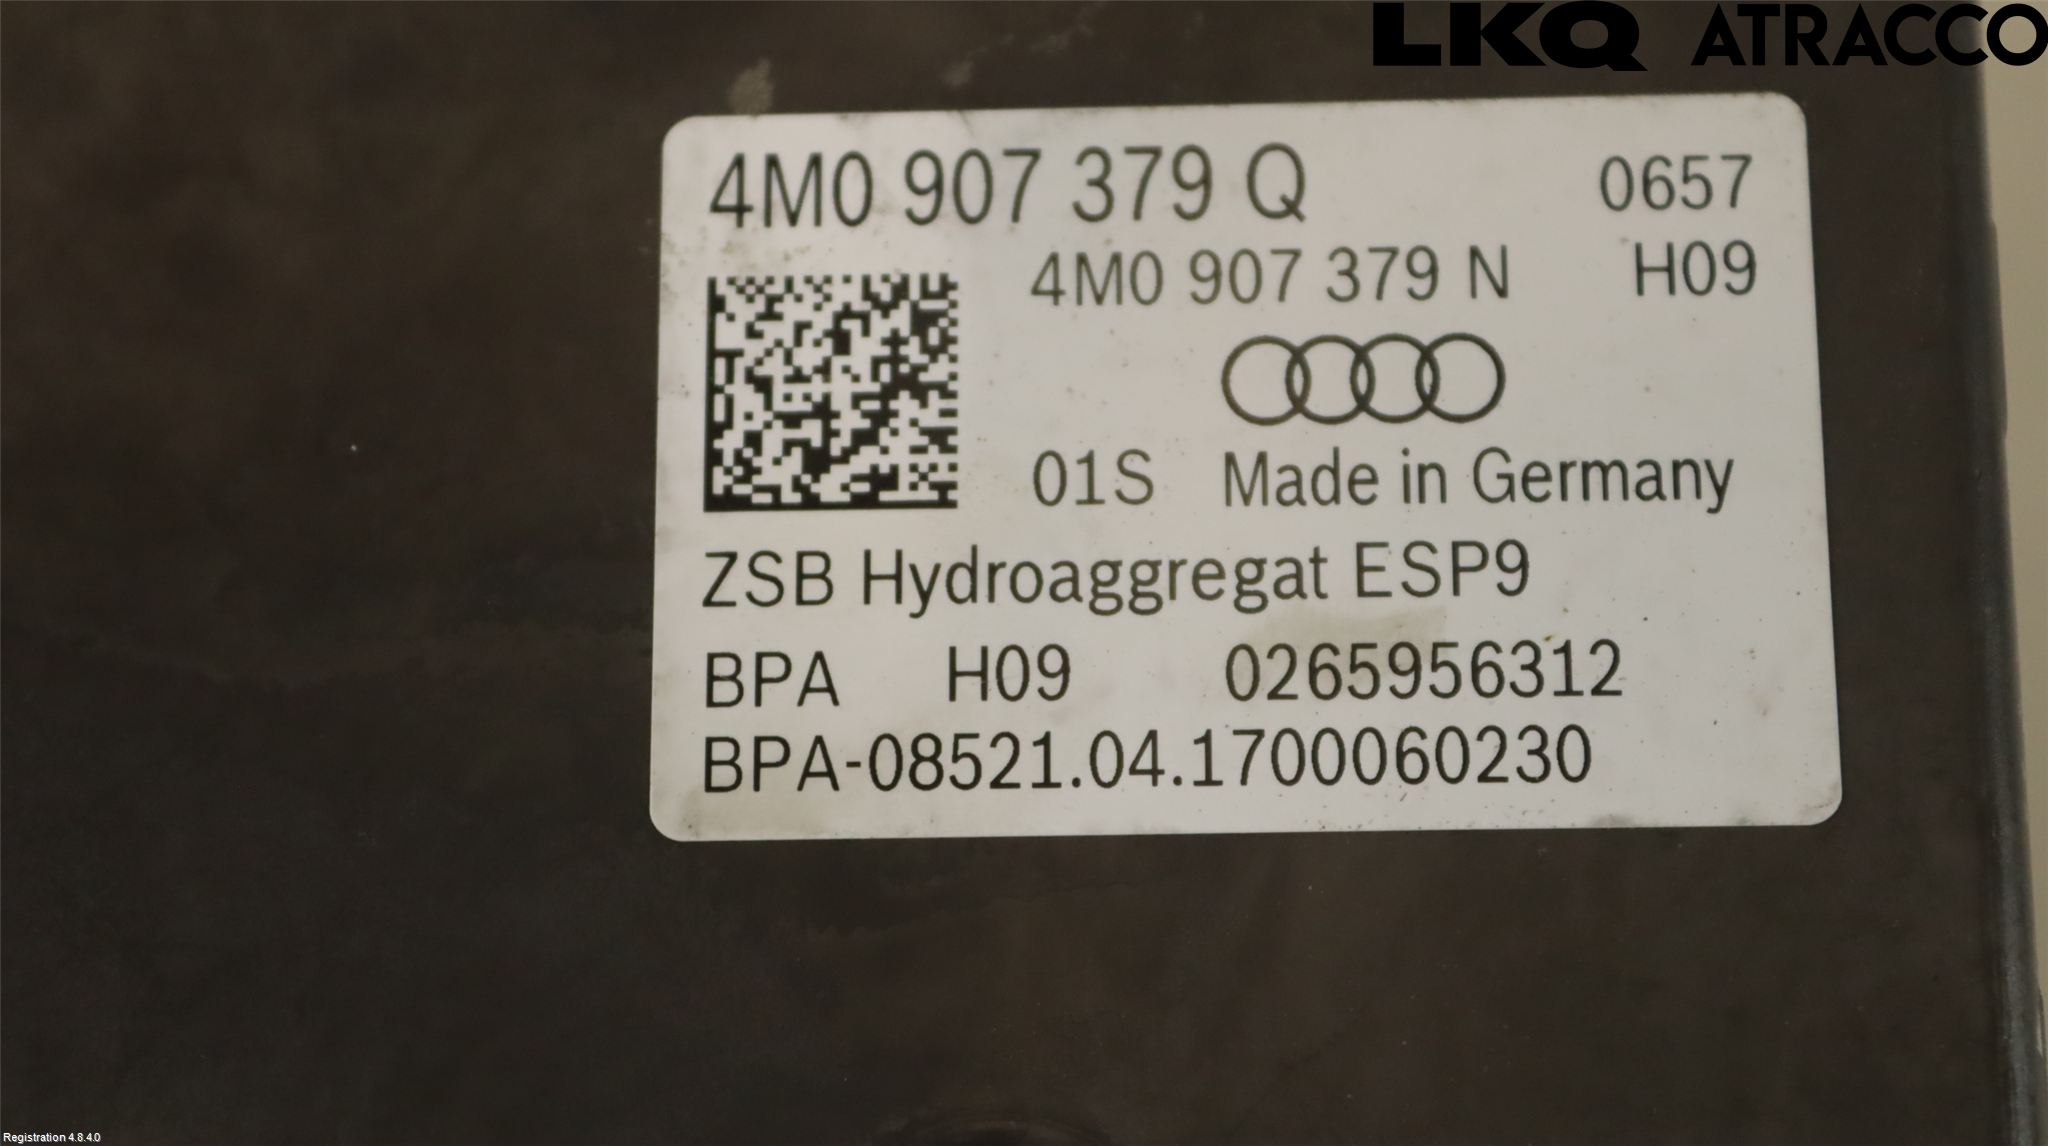 LKQ ATRACCO
4M0 907 379 Q 0657
4M0 907 379 N H09
01S Made in Germany
ZSB Hydroaggregat ESP9
BPA H09 0265956312
BPA-08521.04.1700060230
Registration 4.8.4.0